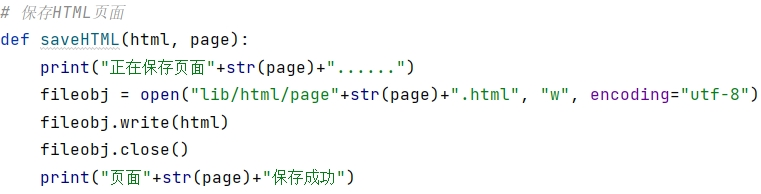 # 保存HTML页面
def saveHTML(html, page):
    print("正在保存页面"+str(page)+"......")
    fileobj = open("lib/html/page"+str(page)+".html", "w", encoding="utf-8")
    fileobj.write(html)
    fileobj.close()
    print("页面"+str(page)+"保存成功")